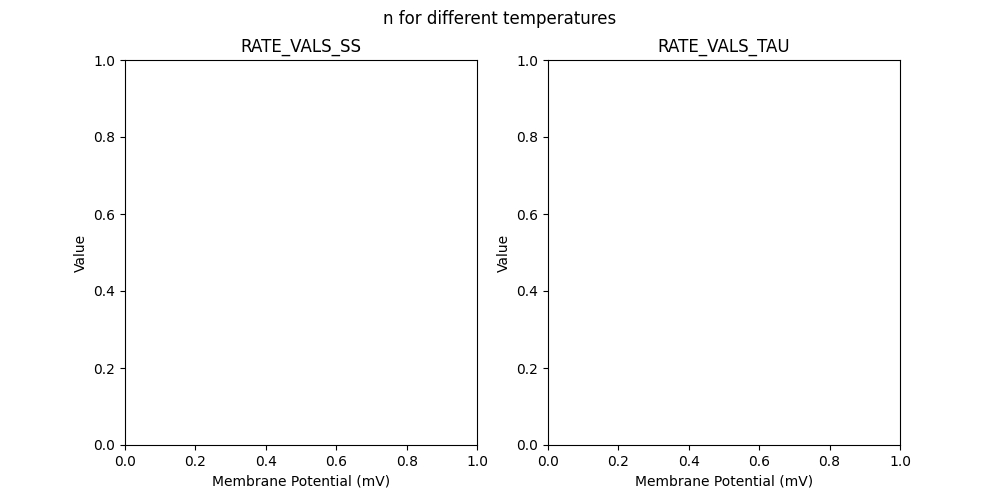 n for different temperatures
RATE_VALS_SS
1.0
0.8
0.6
0.4
0.2
0.0
Value
0.0 0.2 0.4 0.6 0.8 1.0
Membrane Potential (mV)
RATE_VALS_TAU
1.0
0.8
0.6
0.4
0.2
0.0
Value
0.0 0.2 0.4 0.6 0.8 1.0
Membrane Potential (mV)